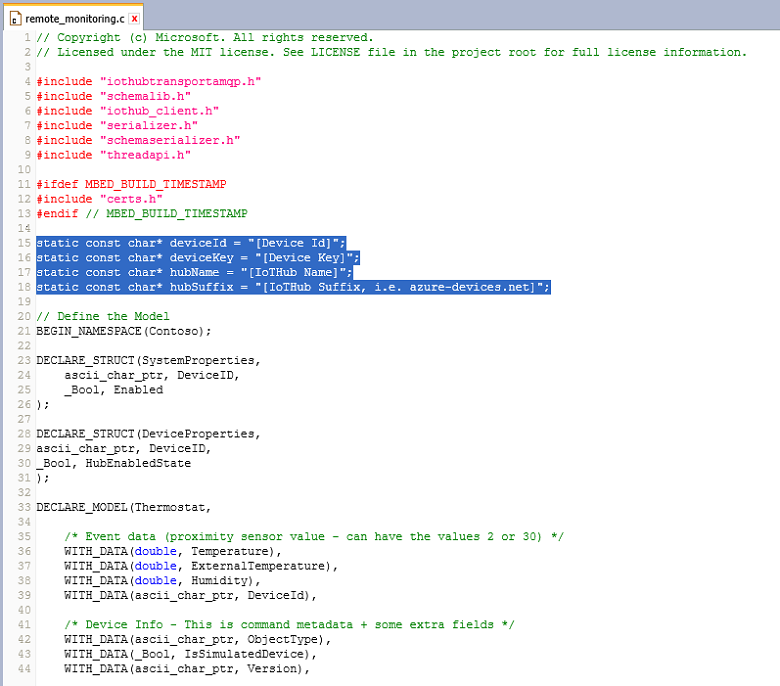 remote_monitoring.c x
1 // Copyright (c) Microsoft. All rights reserved.
2 // Licensed under the MIT license. See LICENSE file in the project root for full license information.
3
4 #include "iothubtransportamqp.h"
5 #include "schemalib.h"
6 #include "iothub_client.h"
7 #include "serializer.h"
8 #include "schemaserializer.h"
9 #include "threadapi.h"
10
11 #ifdef MBED_BUILD_TIMESTAMP
12 #include "certs.h"
13 #endif // MBED_BUILD_TIMESTAMP
14
15 static const char* deviceId = "[Device Id]";
16 static const char* deviceKey = "[Device Key]";
17 static const char* hubName = "[IoTHub Name]";
18 static const char* hubSuffix = "[IoTHub Suffix, i.e. azure-devices.net]";
19
20 // Define the Model
21 BEGIN_NAMESPACE(Contoso);
22
23 DECLARE_STRUCT(SystemProperties,
24     ascii_char_ptr, DeviceID,
25     _Bool, Enabled
26 );
27
28 DECLARE_STRUCT(DeviceProperties,
29 ascii_char_ptr, DeviceID,
30 _Bool, HubEnabledState
31 );
32
33 DECLARE_MODEL(Thermostat,
34
35     /* Event data (proximity sensor value - can have the values 2 or 30) */
36     WITH_DATA(double, Temperature),
37     WITH_DATA(double, ExternalTemperature),
38     WITH_DATA(double, Humidity),
39     WITH_DATA(ascii_char_ptr, DeviceId),
40
41     /* Device Info - This is command metadata + some extra fields */
42     WITH_DATA(ascii_char_ptr, ObjectType),
43     WITH_DATA(_Bool, IsSimulatedDevice),
44     WITH_DATA(ascii_char_ptr, Version),